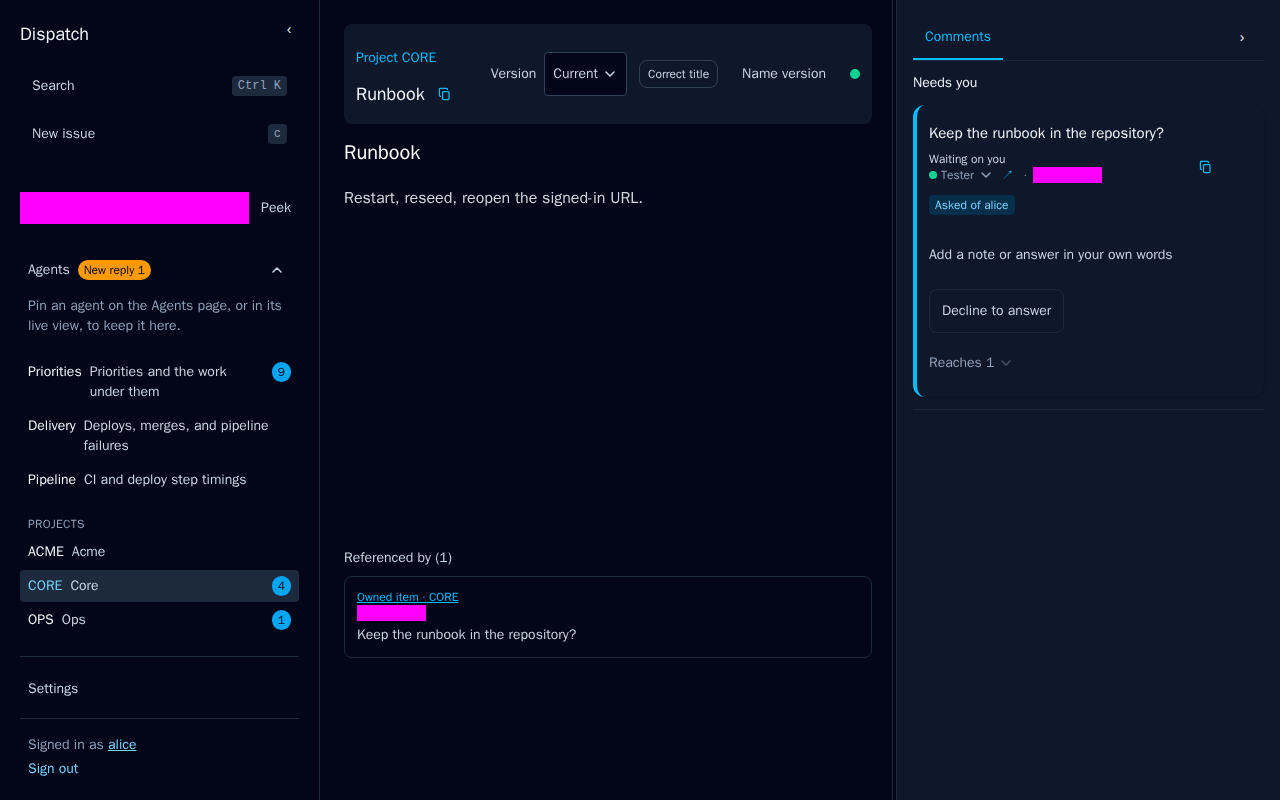 Dispatch
Search
Ctrl K
New issue
C
Peek
Agents
New reply 1
Pin an agent on the Agents page, or in its
live view, to keep it here.
Priorities Priorities and the work
under them
9
Delivery Deploys, merges, and pipeline
failures
Pipeline CI and deploy step timings
PROJECTS
ACME Acme
CORE Core
4
OPS Ops
1
Settings
Signed in as alice
Sign out
Project CORE
Runbook
Version
Current
Correct title
Name version
Runbook
Restart, reseed, reopen the signed-in URL.
Referenced by (1)
Owned item · CORE
Keep the runbook in the repository?
Comments
Needs you
Keep the runbook in the repository?
Waiting on you
Tester ↗ ·
Asked of alice
Add a note or answer in your own words
Decline to answer
Reaches 1